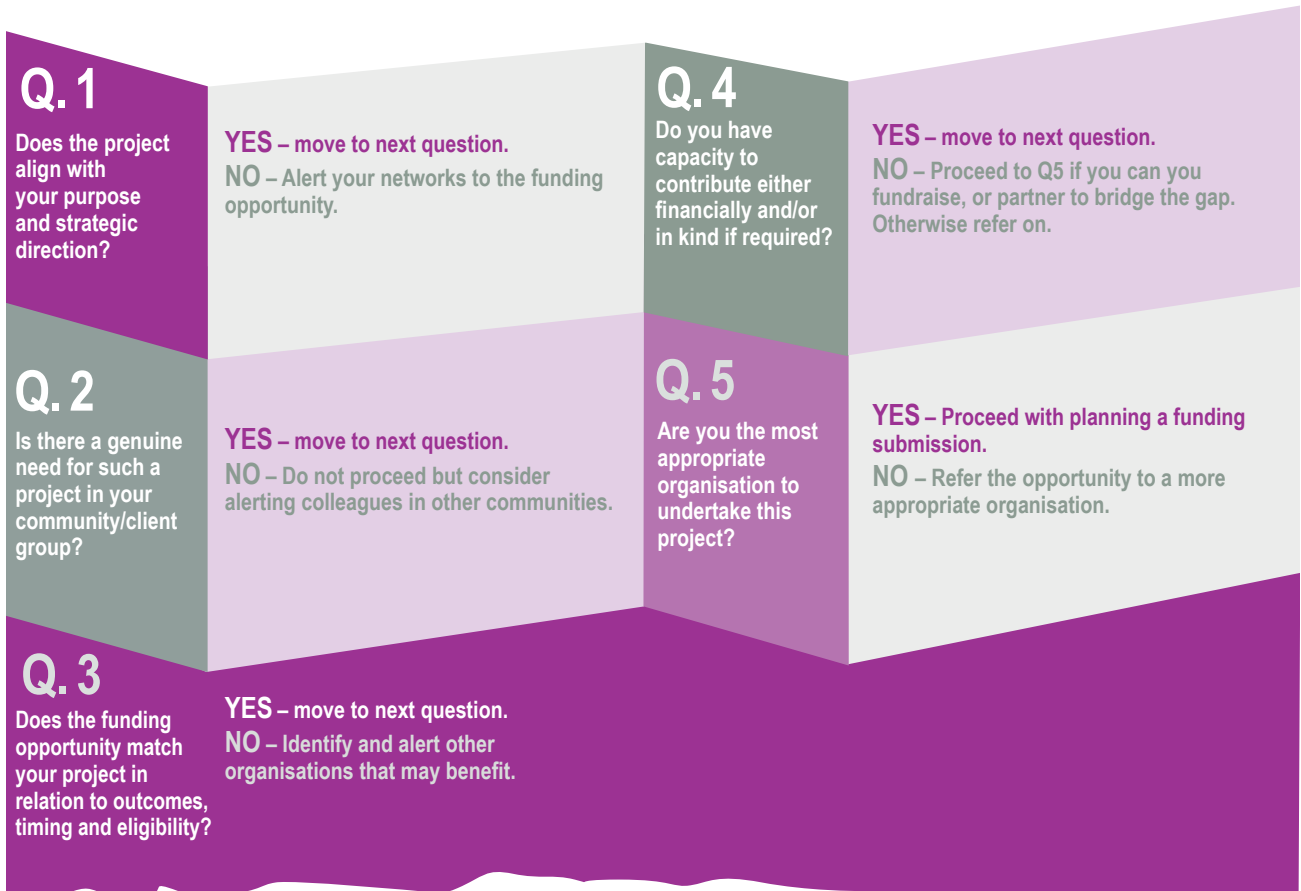 Q. 1
Does the project
align with
your purpose
and strategic
direction?
YES – move to next question.
NO – Alert your networks to the funding
opportunity.
Q. 2
Is there a genuine
need for such a
project in your
community/client
group?
YES – move to next question.
NO – Do not proceed but consider
alerting colleagues in other communities.
Q. 3
Does the funding
opportunity match
your project in
relation to outcomes,
timing and eligibility?
YES – move to next question.
NO – Identify and alert other
organisations that may benefit.
Q. 4
Do you have
capacity to
contribute either
financially and/or
in kind if required?
YES – move to next question.
NO – Proceed to Q5 if you can you
fundraise, or partner to bridge the gap.
Otherwise refer on.
Q. 5
Are you the most
appropriate
organisation to
undertake this
project?
YES – Proceed with planning a funding
submission.
NO – Refer the opportunity to a more
appropriate organisation.